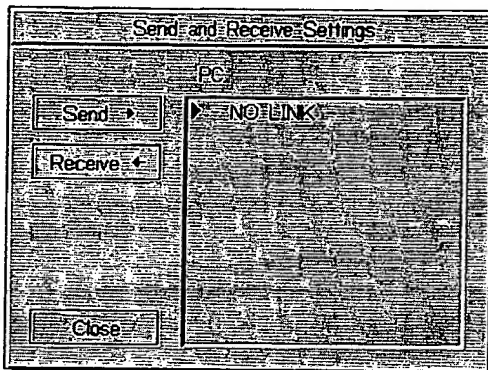 Send and Receive Settings
PC
Send ▶
Receive ◀
▶ NO LINK
Close